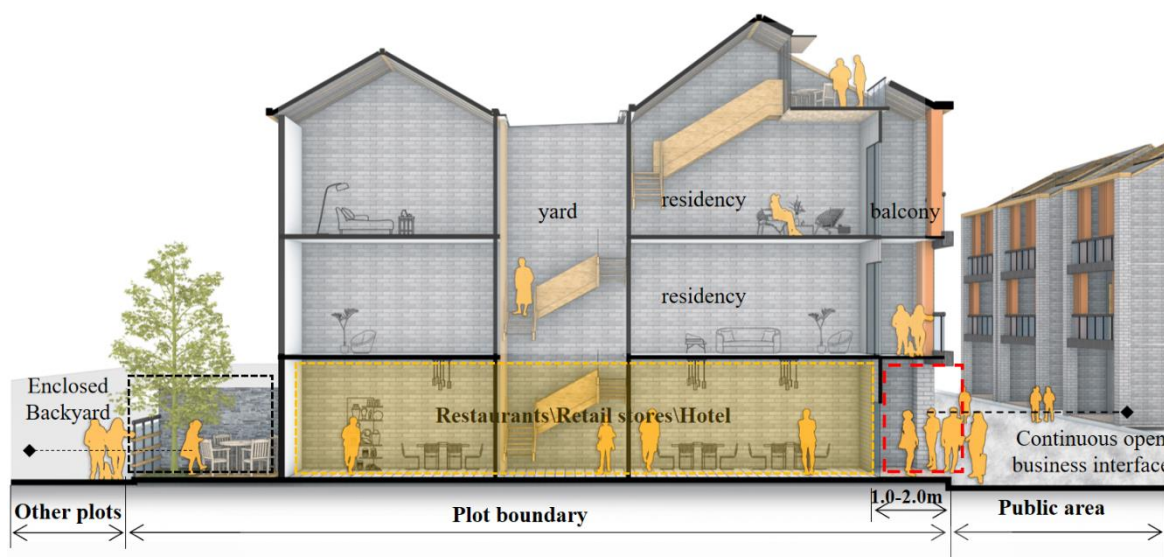 yard
residency
balcony
residency
Enclosed
Backyard
Restaurants\Retail stores\Hotel
Continuous open
business interface
Other plots
Plot boundary
1.0-2.0m
Public area